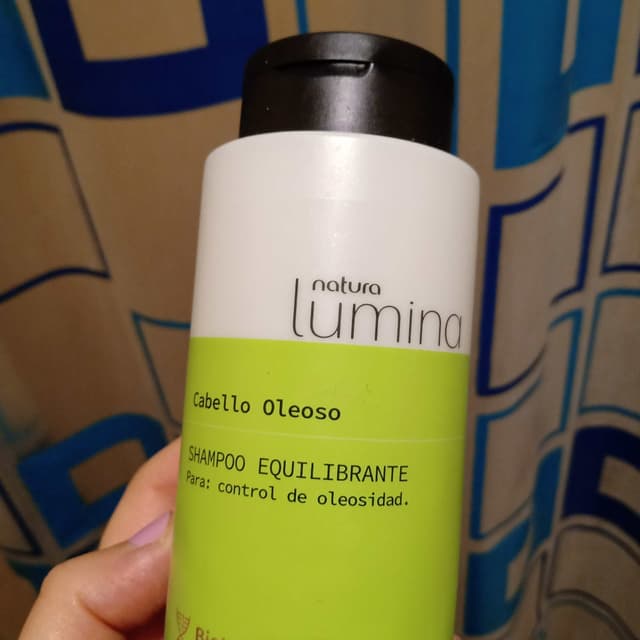 natura
lumina
Cabello Oleoso
SHAMPOO EQUILIBRANTE
Para: control de oleosidad.